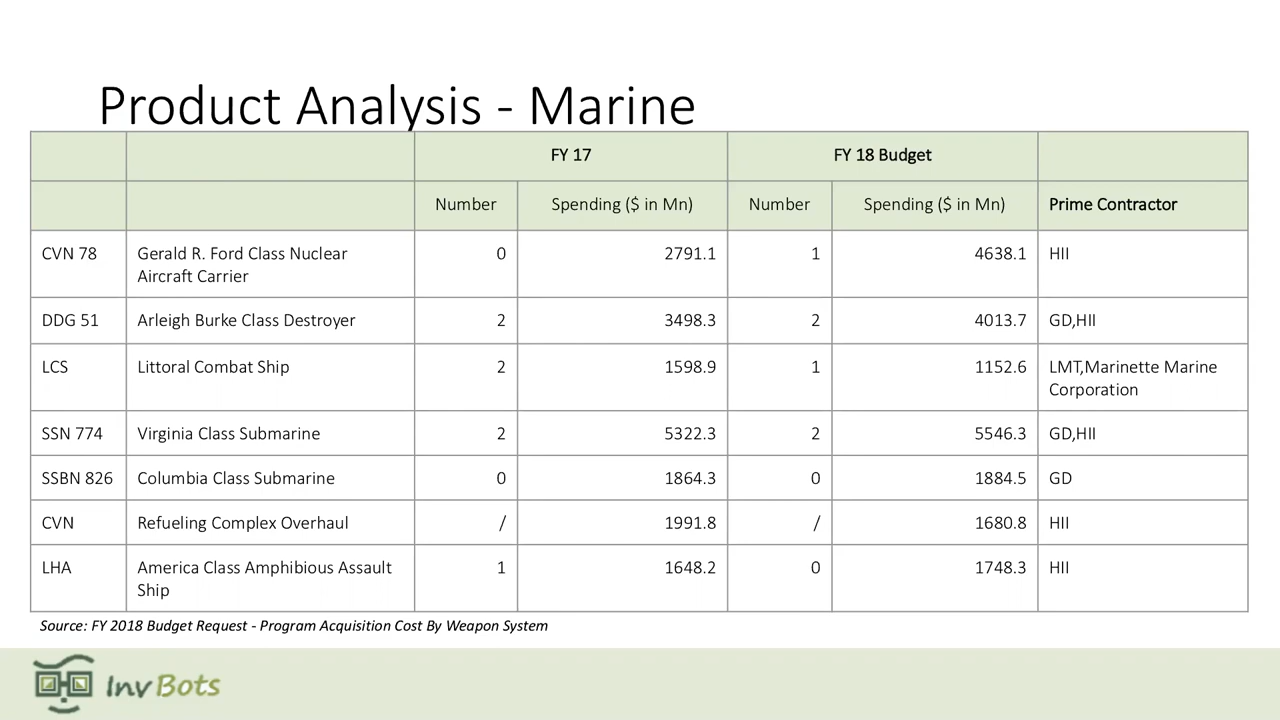 Product Analysis - Marine
FY 17 FY 18 Budget
Number Spending ($ in Mn) Number Spending ($ in Mn) Prime Contractor
CVN 78 Gerald R. Ford Class Nuclear Aircraft Carrier 0 2791.1 1 4638.1 HII
DDG 51 Arleigh Burke Class Destroyer 2 3498.3 2 4013.7 GD,HII
LCS Littoral Combat Ship 2 1598.9 1 1152.6 LMT,Marinette Marine Corporation
SSN 774 Virginia Class Submarine 2 5322.3 2 5546.3 GD,HII
SSBN 826 Columbia Class Submarine 0 1864.3 0 1884.5 GD
CVN Refueling Complex Overhaul / 1991.8 / 1680.8 HII
LHA America Class Amphibious Assault Ship 1 1648.2 0 1748.3 HII
Source: FY 2018 Budget Request - Program Acquisition Cost By Weapon System
InvBots